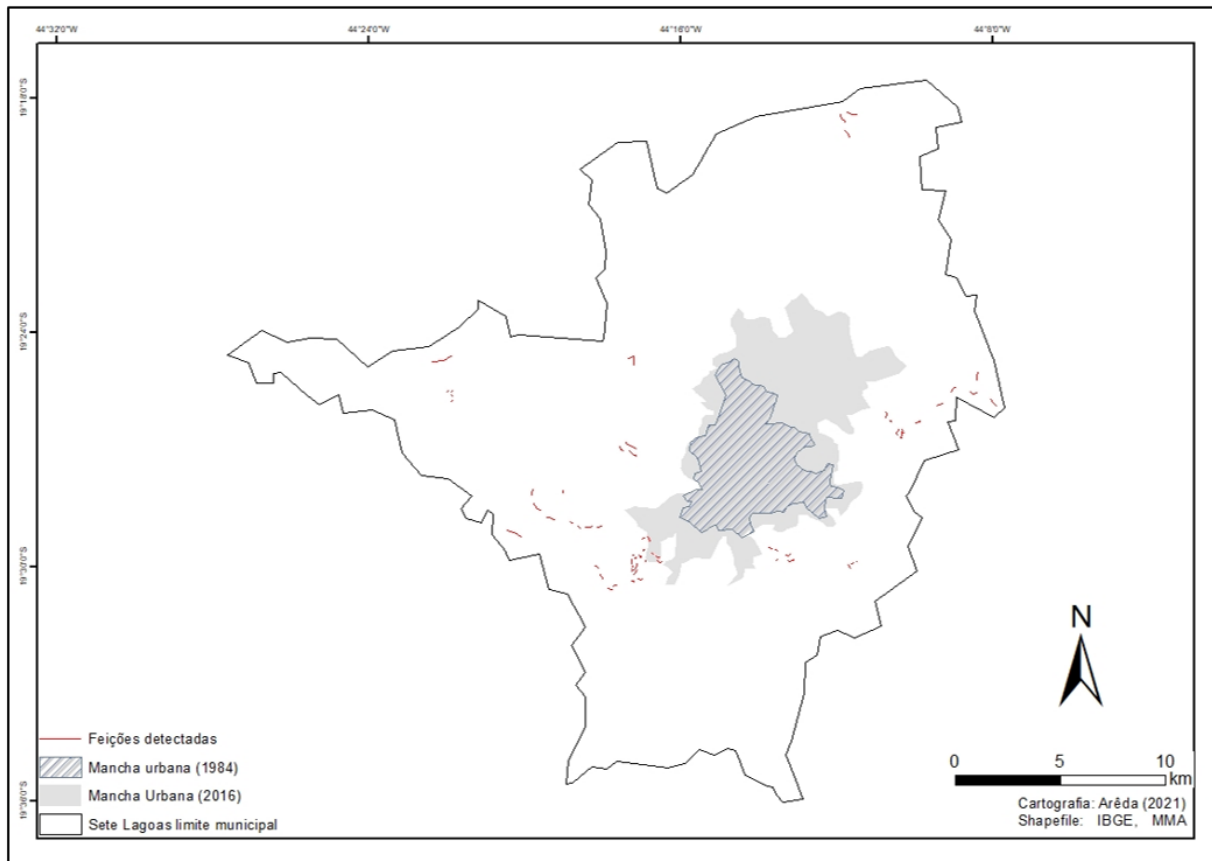 44°32'0"W 44°24'0"W 44°16'0"W 44°8'0"W
19°18'0"S
19°24'0"S
19°30'0"S
19°36'0"S
N
Feições detectadas
Mancha urbana (1984)
Mancha Urbana (2016)
Sete Lagoas limite municipal
0 5 10
km
Cartografia: Arêda (2021)
Shapefile: IBGE, MMA